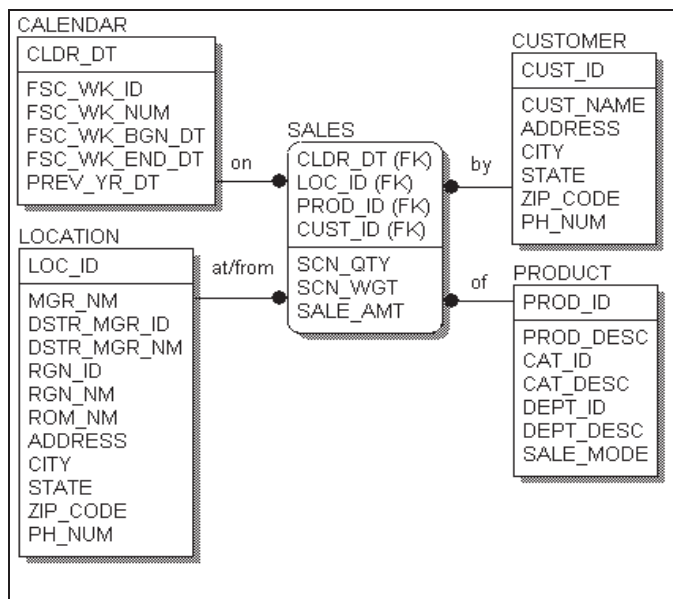 CALENDAR
CLDR_DT
FSC_WK_ID
FSC_WK_NUM
FSC_WK_BGN_DT
FSC_WK_END_DT
PREV_YR_DT
on
CUSTOMER
CUST_ID
CUST_NAME
ADDRESS
CITY
STATE
ZIP_CODE
PH_NUM
by
SALES
CLDR_DT (FK)
LOC_ID (FK)
PROD_ID (FK)
CUST_ID (FK)
SCN_QTY
SCN_WGT
SALE_AMT
LOCATION
LOC_ID
MGR_NM
DSTR_MGR_ID
DSTR_MGR_NM
RGN_ID
RGN_NM
ROM_NM
ADDRESS
CITY
STATE
ZIP_CODE
PH_NUM
at/from
of
PRODUCT
PROD_ID
PROD_DESC
CAT_ID
CAT_DESC
DEPT_ID
DEPT_DESC
SALE_MODE